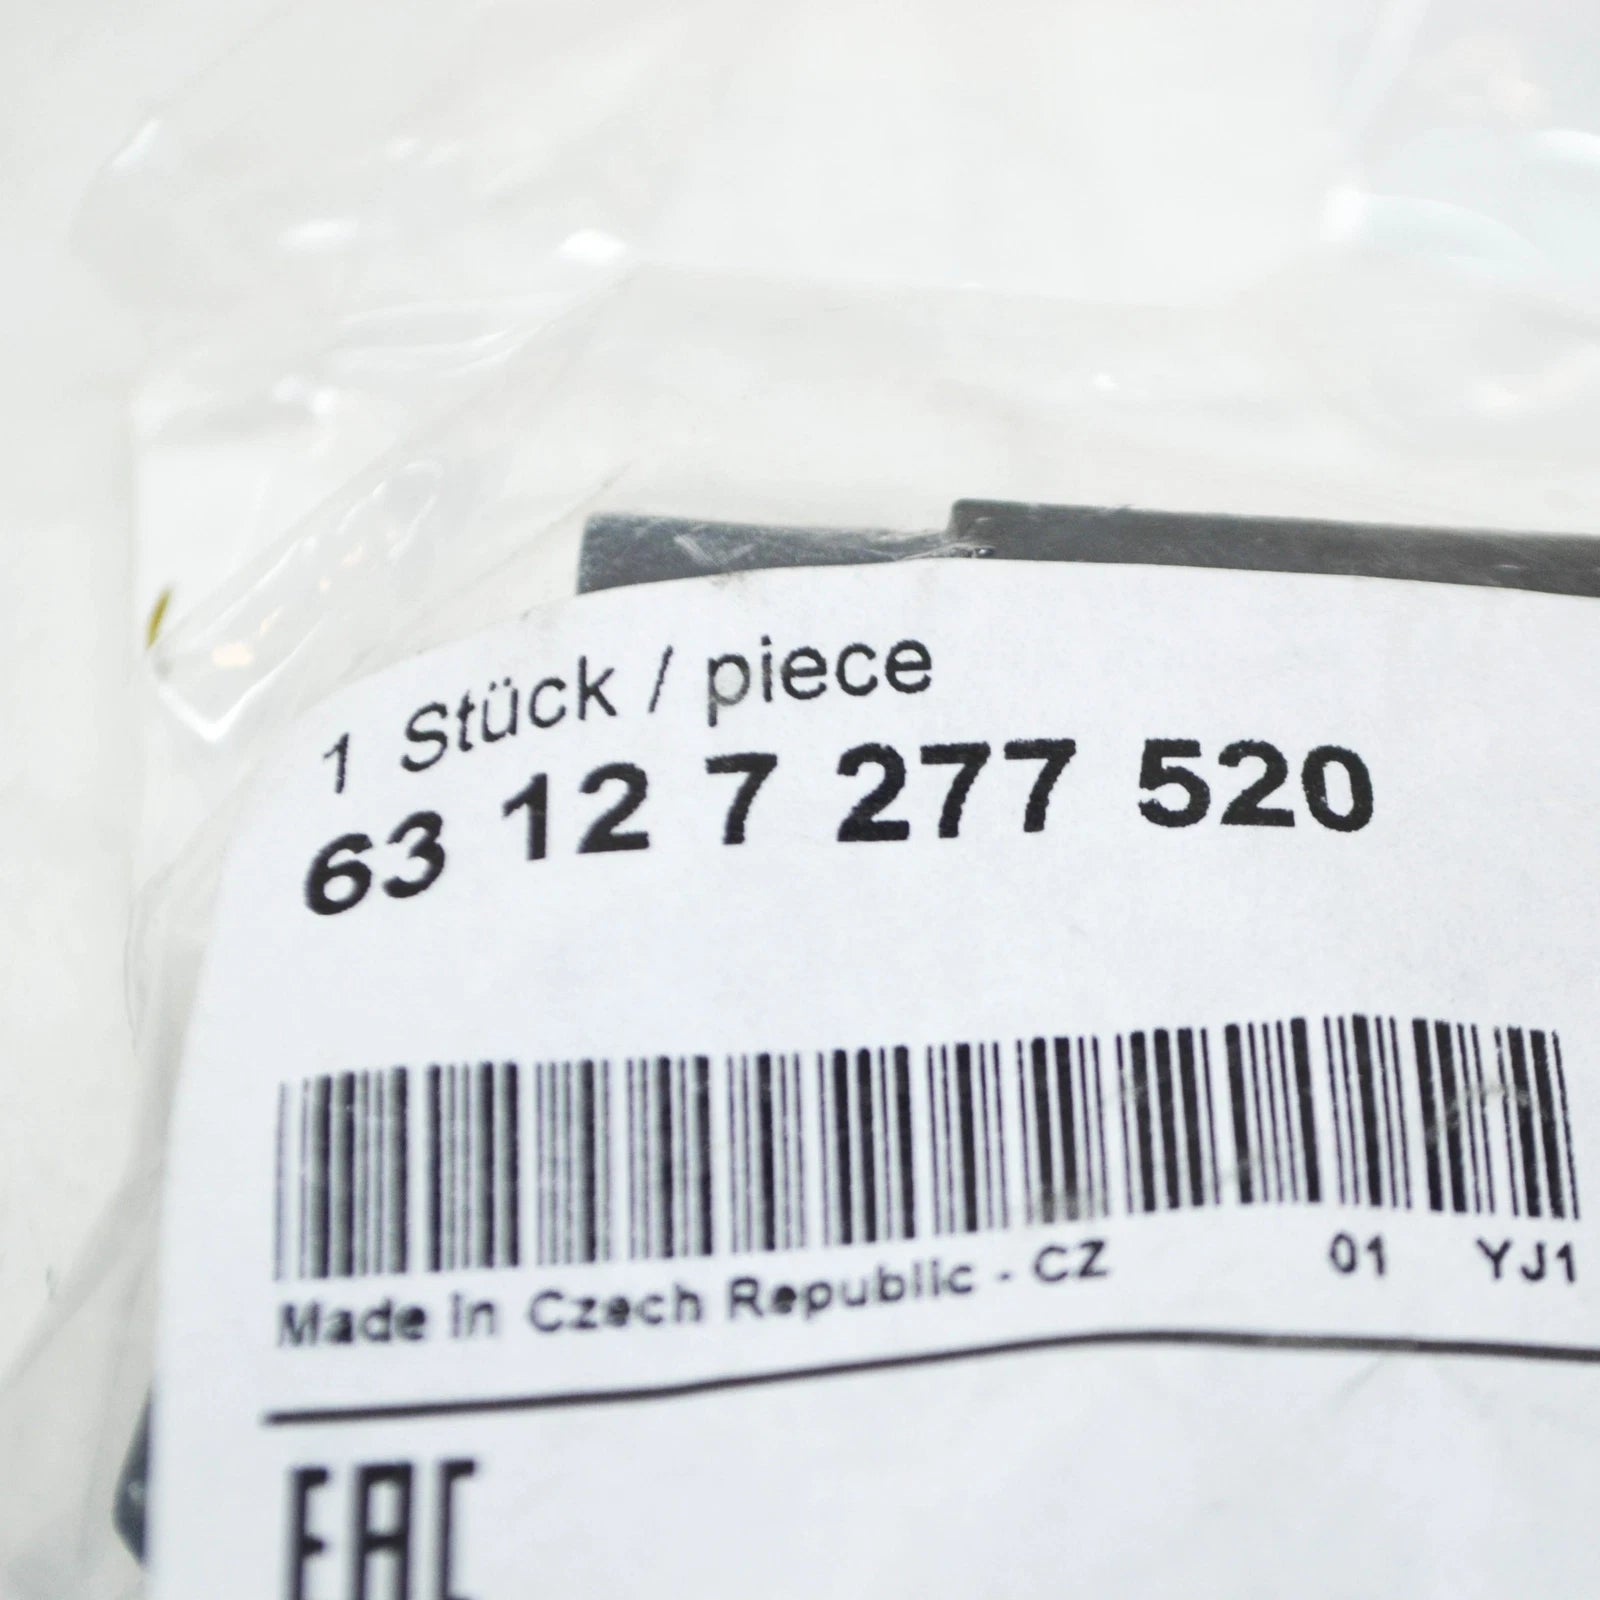 1 Stück / piece
63 12 7 277 520
Made in Czech Republic - CZ 01 YJ1
EAC